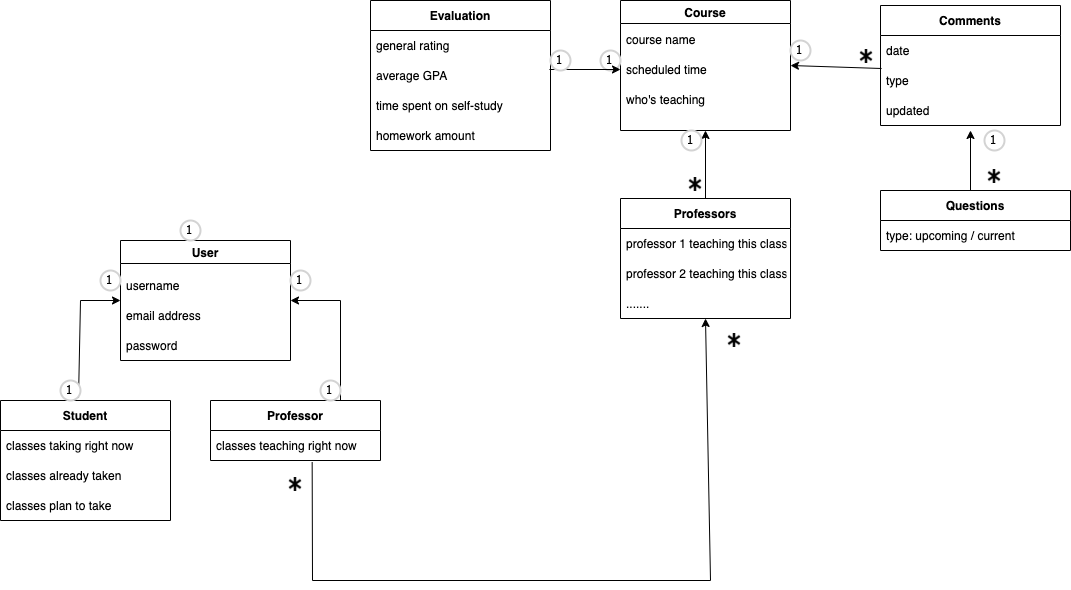 Evaluation
general rating
average GPA
time spent on self-study
homework amount
1
1
Course
course name
scheduled time
who's teaching
1
*
Comments
date
type
updated
1
*
1
*
Professors
professor 1 teaching this class
professor 2 teaching this class
.......
*
Questions
type: upcoming / current
1
User
username
email address
password
1
1
1
1
Student
classes taking right now
classes already taken
classes plan to take
Professor
classes teaching right now
*